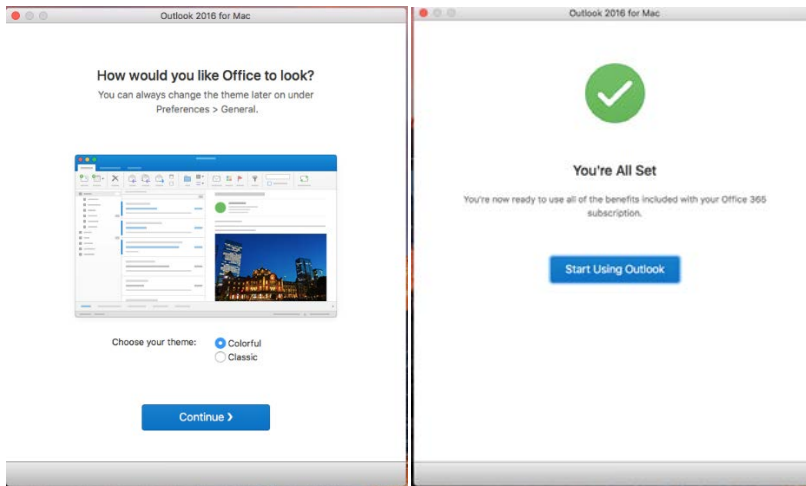 Outlook 2016 for Mac
How would you like Office to look?
You can always change the theme later on under
Preferences > General.
Choose your theme:
Colorful
Classic
Continue ❯
Outlook 2016 for Mac
You're All Set
You're now ready to use all of the benefits included with your Office 365
subscription.
Start Using Outlook